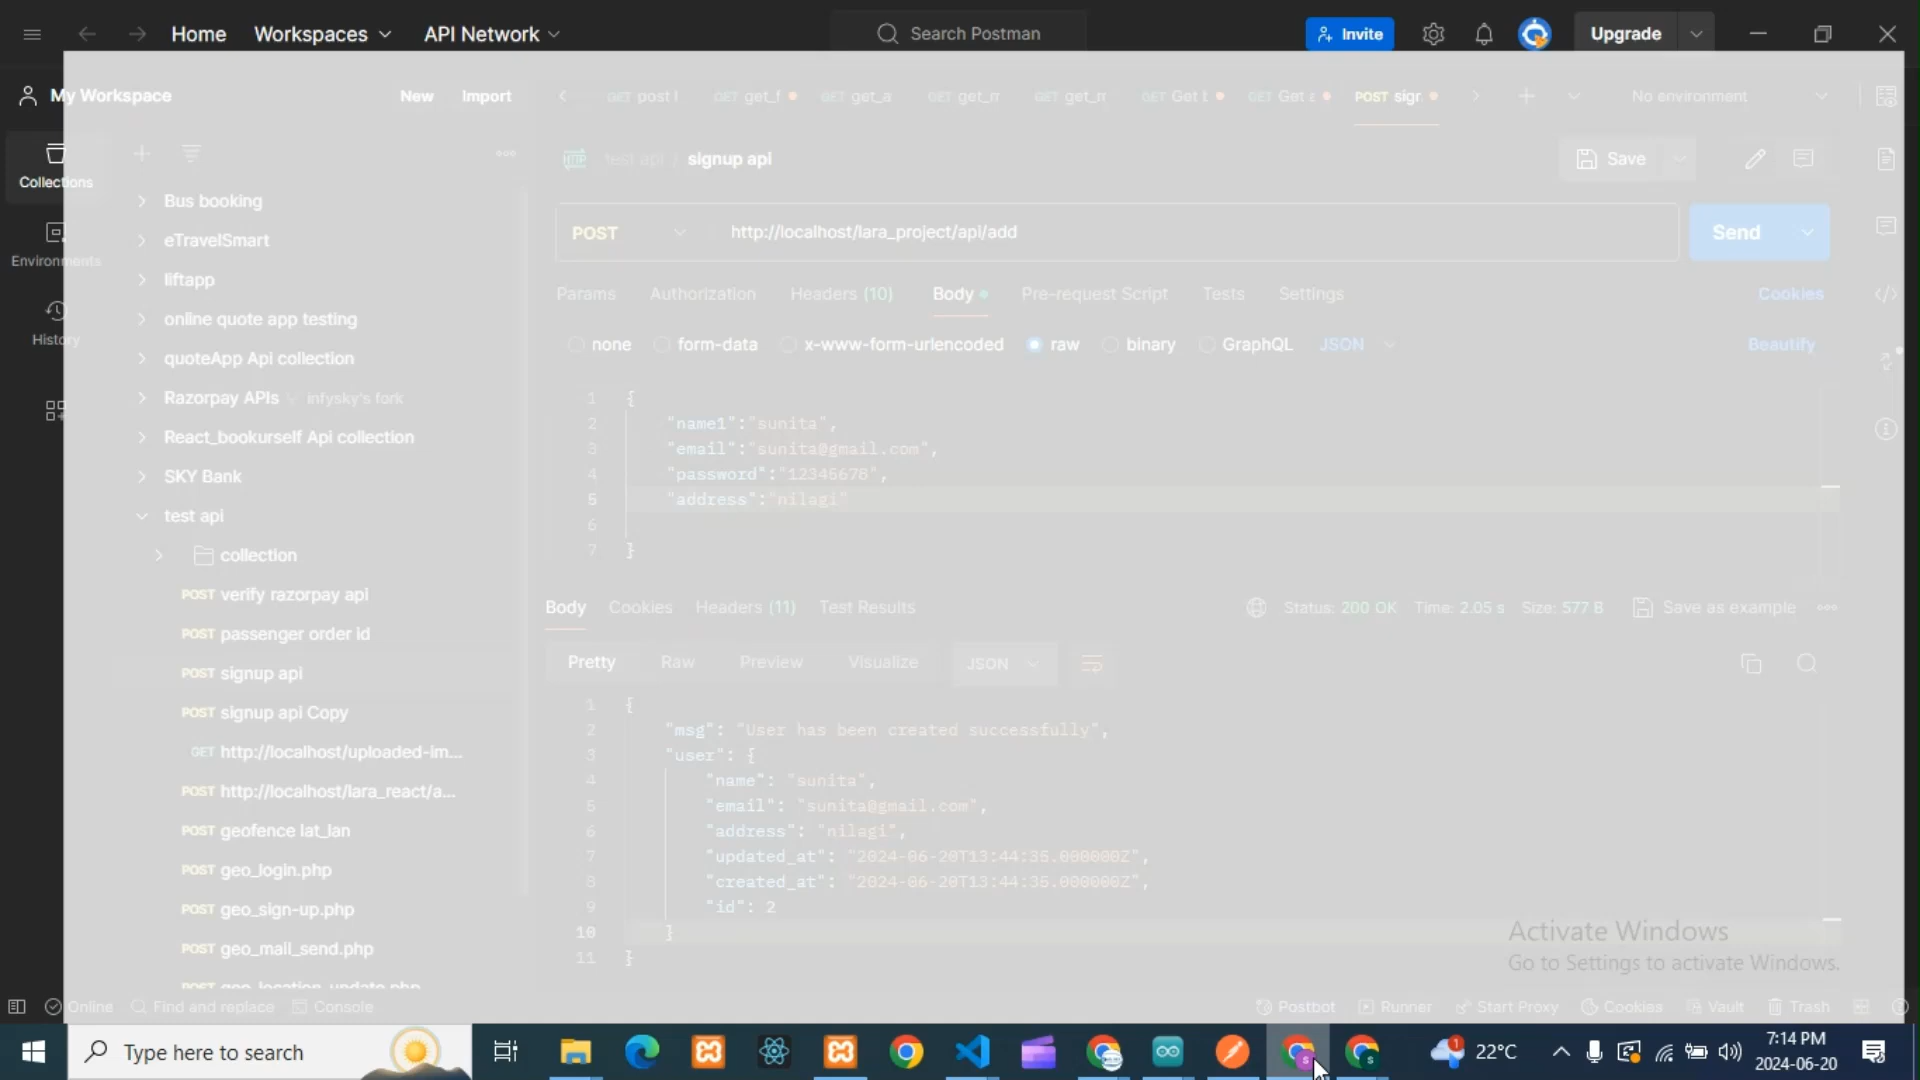 Home Workspaces API Network Search Postman Invite Upgrade
My Workspace New Import
POST sign No environment
Collections
Environments
History
Bus booking
eTravelSmart
liftapp
online quote app testing
quoteApp Api collection
Razorpay APIs infysky's fork
React_bookurself Api collection
SKY Bank
test api
collection
POST verify razorpay api
POST passenger order id
POST signup api
POST signup api Copy
GET http://localhost/uploaded-im...
POST http://localhost/lara_react/a...
POST geofence lat_lan
POST geo_login.php
POST geo_sign-up.php
POST geo_mail_send.php
POST geo_location_update.php
HTTP test api / signup api Save
POST http://localhost/lara_project/api/add Send
Params Authorization Headers (10) Body Pre-request Script Tests Settings Cookies
none form-data x-www-form-urlencoded raw binary GraphQL JSON Beautify
1 {
2 "name1":"sunita",
3 "email":"sunita@gmail.com",
4 "password":"12345678",
5 "address":"nilagi"
6
7 }
Body Cookies Headers (11) Test Results Status: 200 OK Time: 2.05 s Size: 577 B Save as example
Pretty Raw Preview Visualize JSON
1 {
2 "msg": "User has been created successfully",
3 "user": {
4 "name": "sunita",
5 "email": "sunita@gmail.com",
6 "address": "nilagi",
7 "updated_at": "2024-06-20T13:44:35.000000Z",
8 "created_at": "2024-06-20T13:44:35.000000Z",
9 "id": 2
10 }
11 }
Activate Windows
Go to Settings to activate Windows.
Online Find and replace Console Postbot Runner Start Proxy Cookies Vault Trash
Type here to search 22°C 7:14 PM
2024-06-20